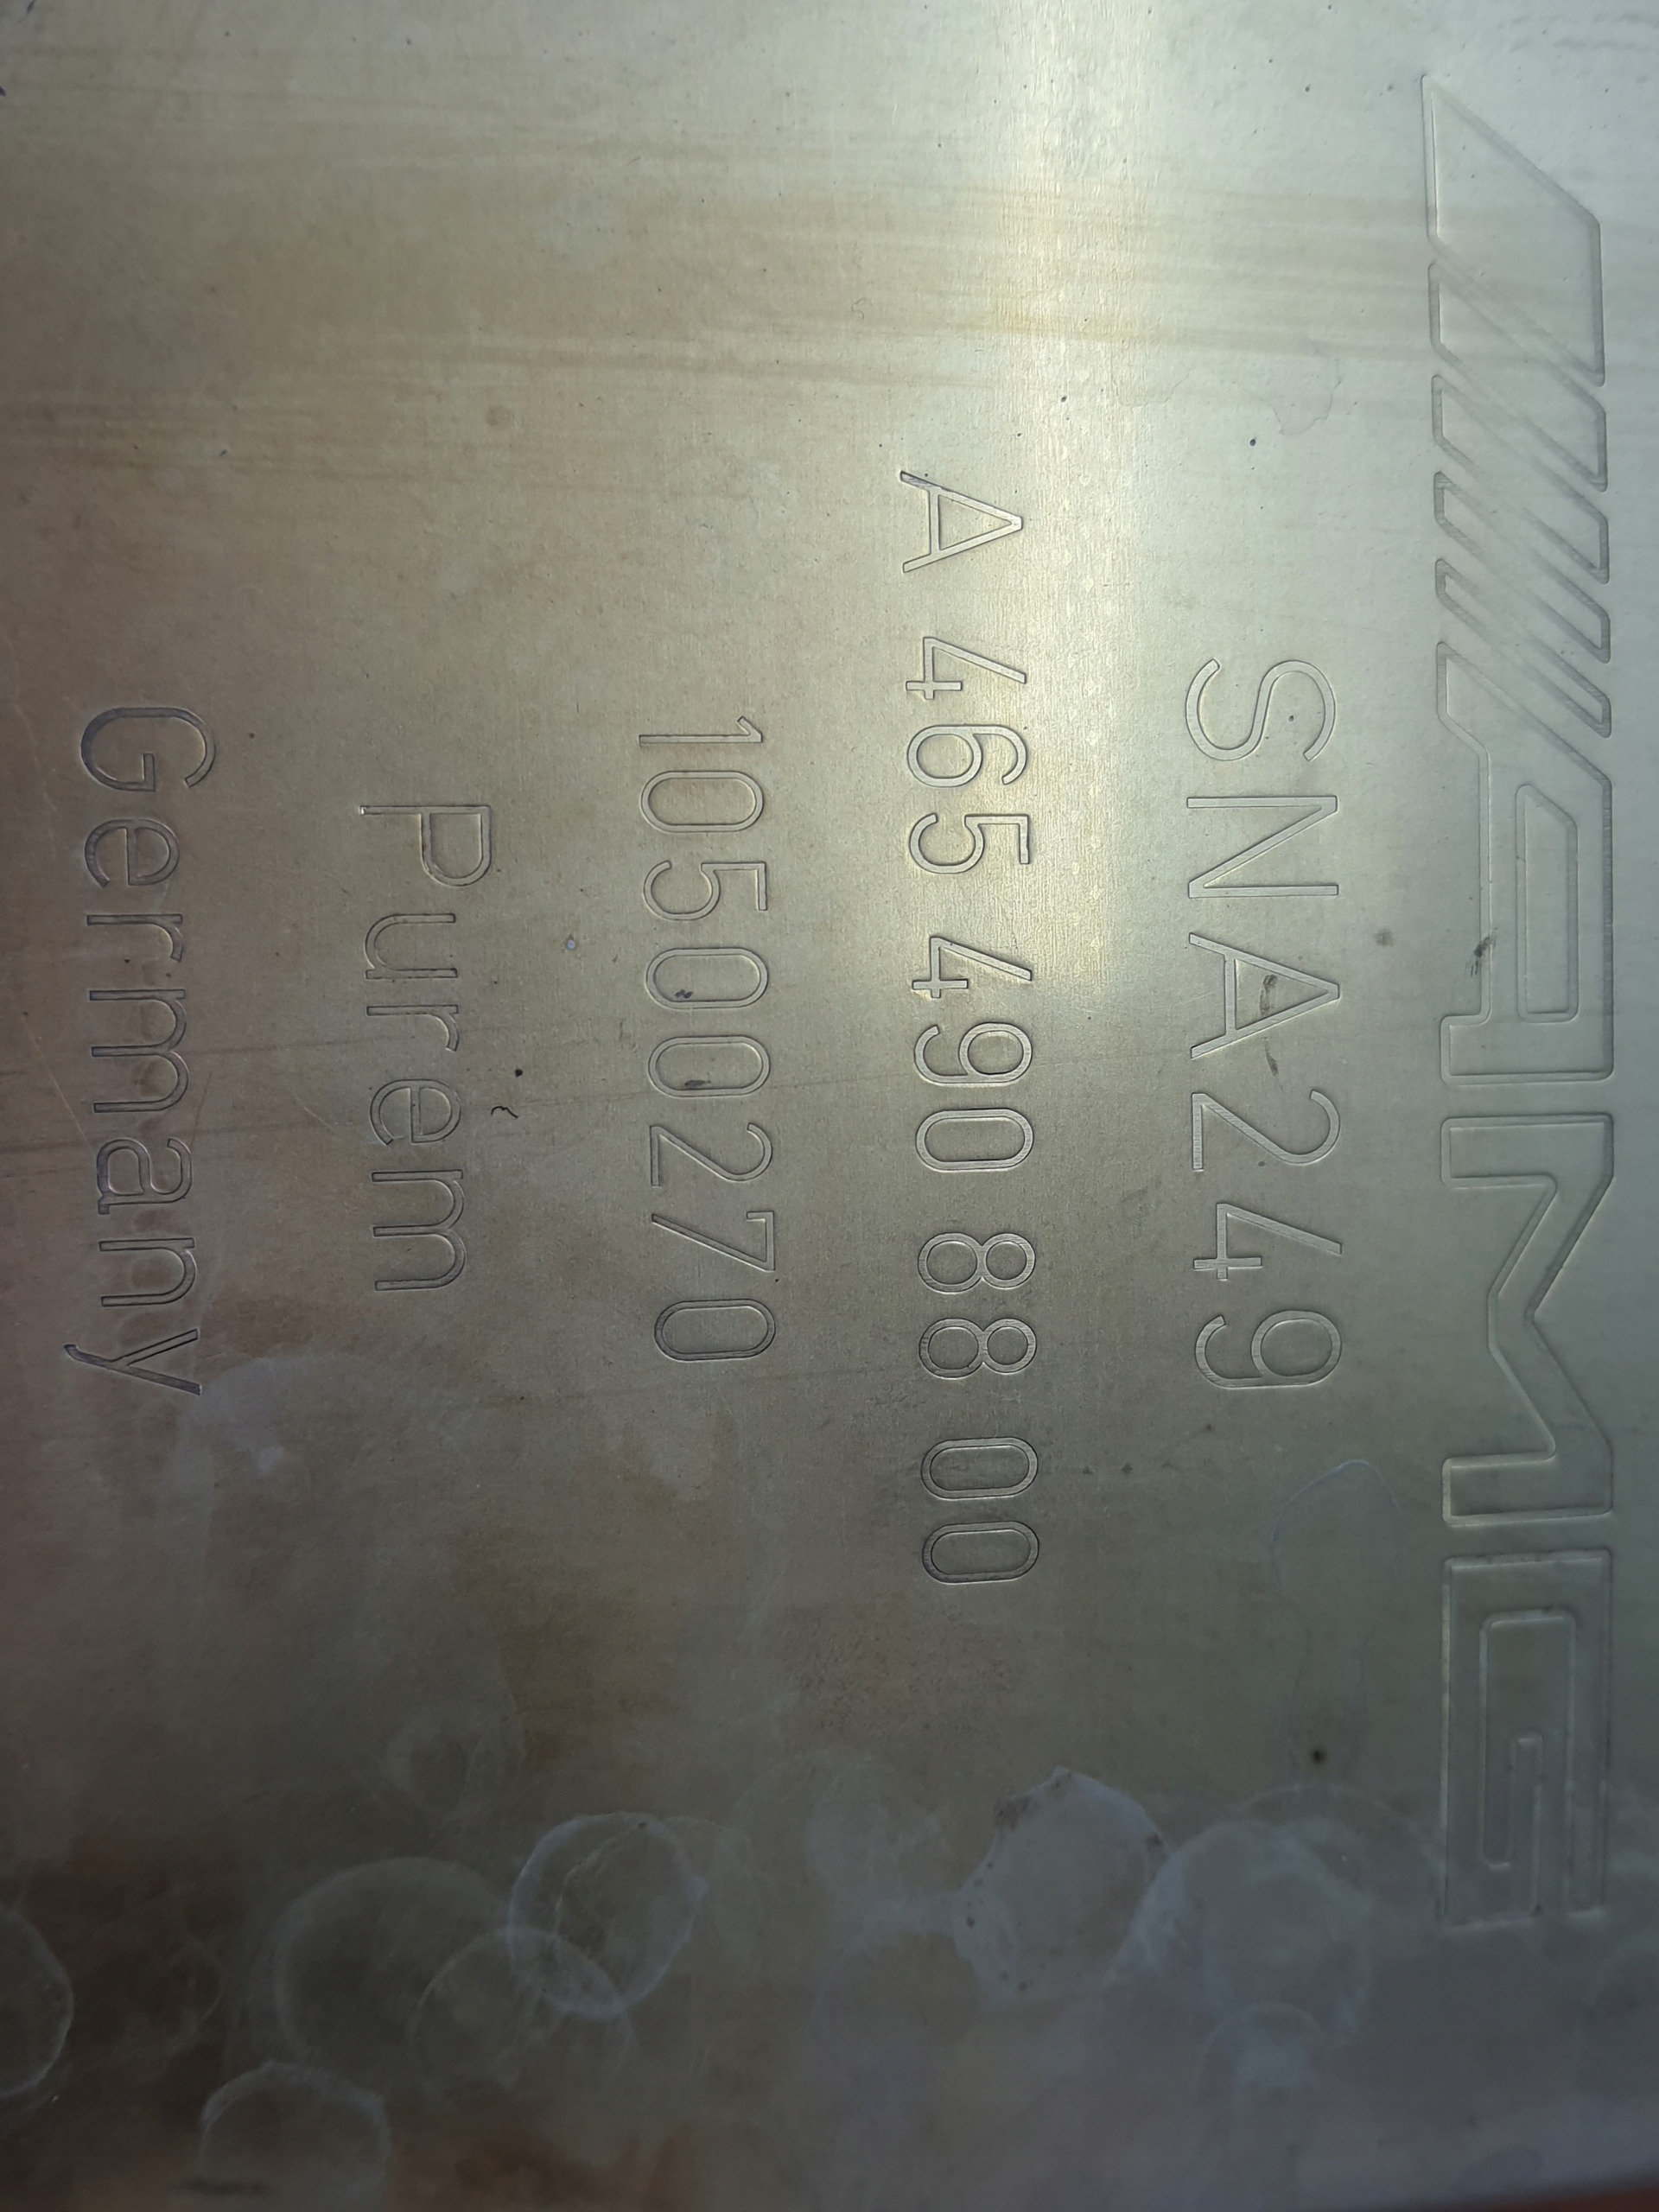 AMG
SNA249
A 465 490 88 00
10500270
Purem
Germany